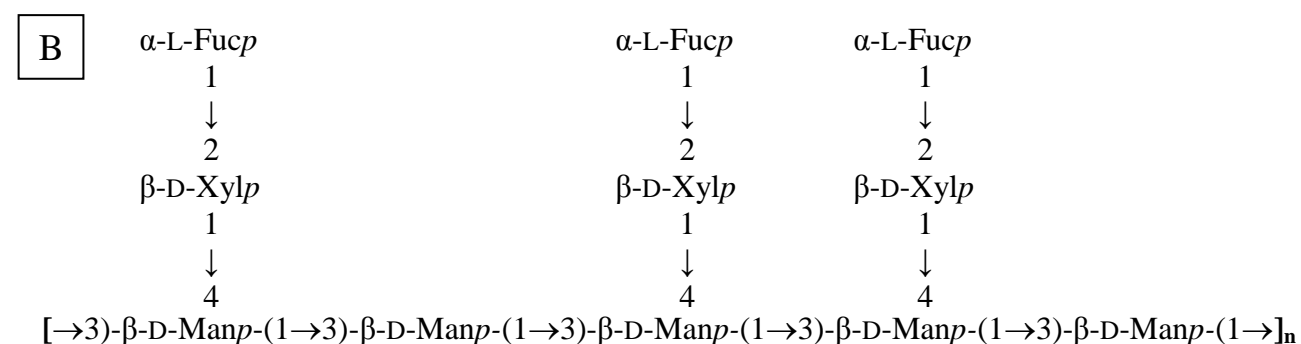 B
α-L-Fucp α-L-Fucp α-L-Fucp
1 1 1
↓ ↓ ↓
2 2 2
β-D-Xylp β-D-Xylp β-D-Xylp
1 1 1
↓ ↓ ↓
4 4 4
[→3)-β-D-Manp-(1→3)-β-D-Manp-(1→3)-β-D-Manp-(1→3)-β-D-Manp-(1→3)-β-D-Manp-(1→]n